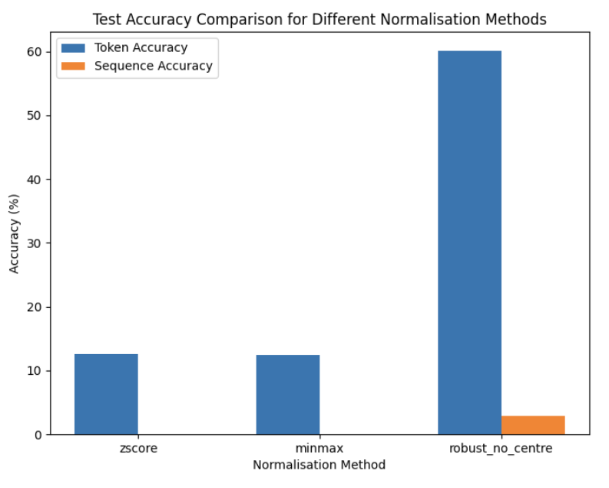 Test Accuracy Comparison for Different Normalisation Methods
Token Accuracy
Sequence Accuracy
60
50
40
30
20
10
0
Accuracy (%)
zscore minmax robust_no_centre
Normalisation Method